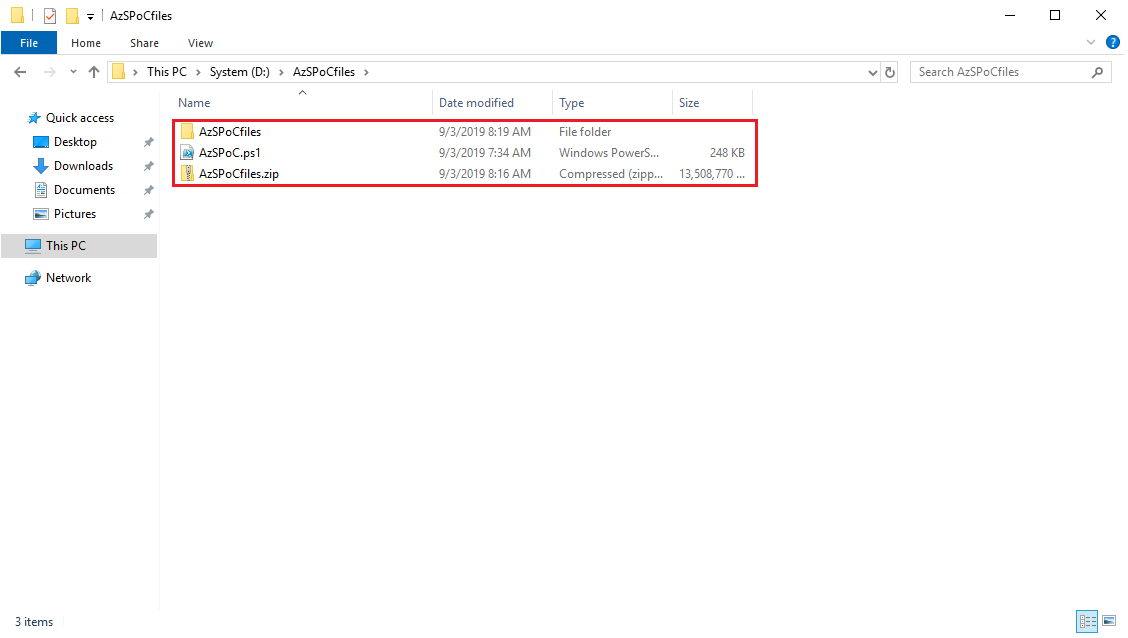 AzSPoCfiles
File Home Share View
This PC System (D:) AzSPoCfiles
Search AzSPoCfiles
Name Date modified Type Size
Quick access
Desktop
Downloads
Documents
Pictures
This PC
Network
AzSPoCfiles 9/3/2019 8:19 AM File folder
AzSPoC.ps1 9/3/2019 7:34 AM Windows PowerS... 248 KB
AzSPoCfiles.zip 9/3/2019 8:16 AM Compressed (zipp... 13,508,770 ...
3 items